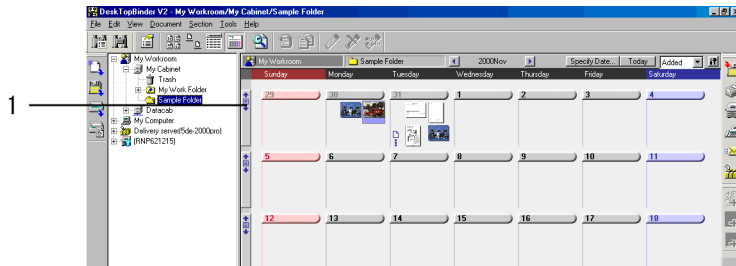 DeskTopBinder V2 - My Workroom/My Cabinet/Sample Folder
File Edit View Document Section Tools Help
My Workroom
My Cabinet
Trash
My Work Folder
Sample Folder
Datacab
My Computer
Delivery server(5de-2000pro)
[RNP621215]
1
My Workroom Sample Folder 2000Nov Specify Date... Today Added
Sunday Monday Tuesday Wednesday Thursday Friday Saturday
29 30 31 1 2 3 4
5 6 7 8 9 10 11
12 13 14 15 16 17 18